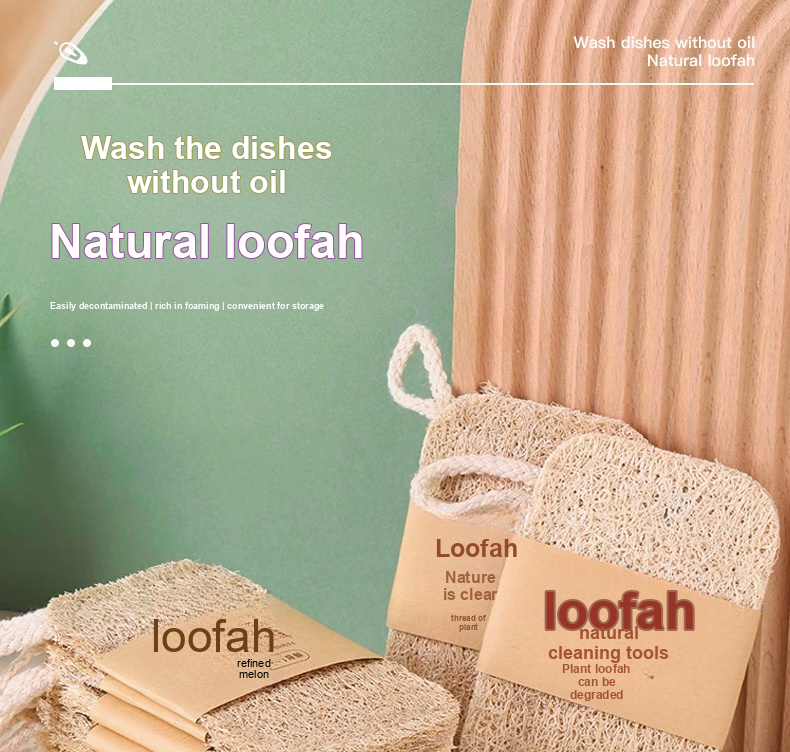 Wash dishes without oil
Natural loofah
Wash the dishes
without oil
Natural loofah
Easily decontaminated | rich in foaming | convenient for storage
Loofah
Nature
is clear
thread of
plant
loofah
natural
cleaning tools
Plant loofah
can be
degraded
loofah
refined
melon